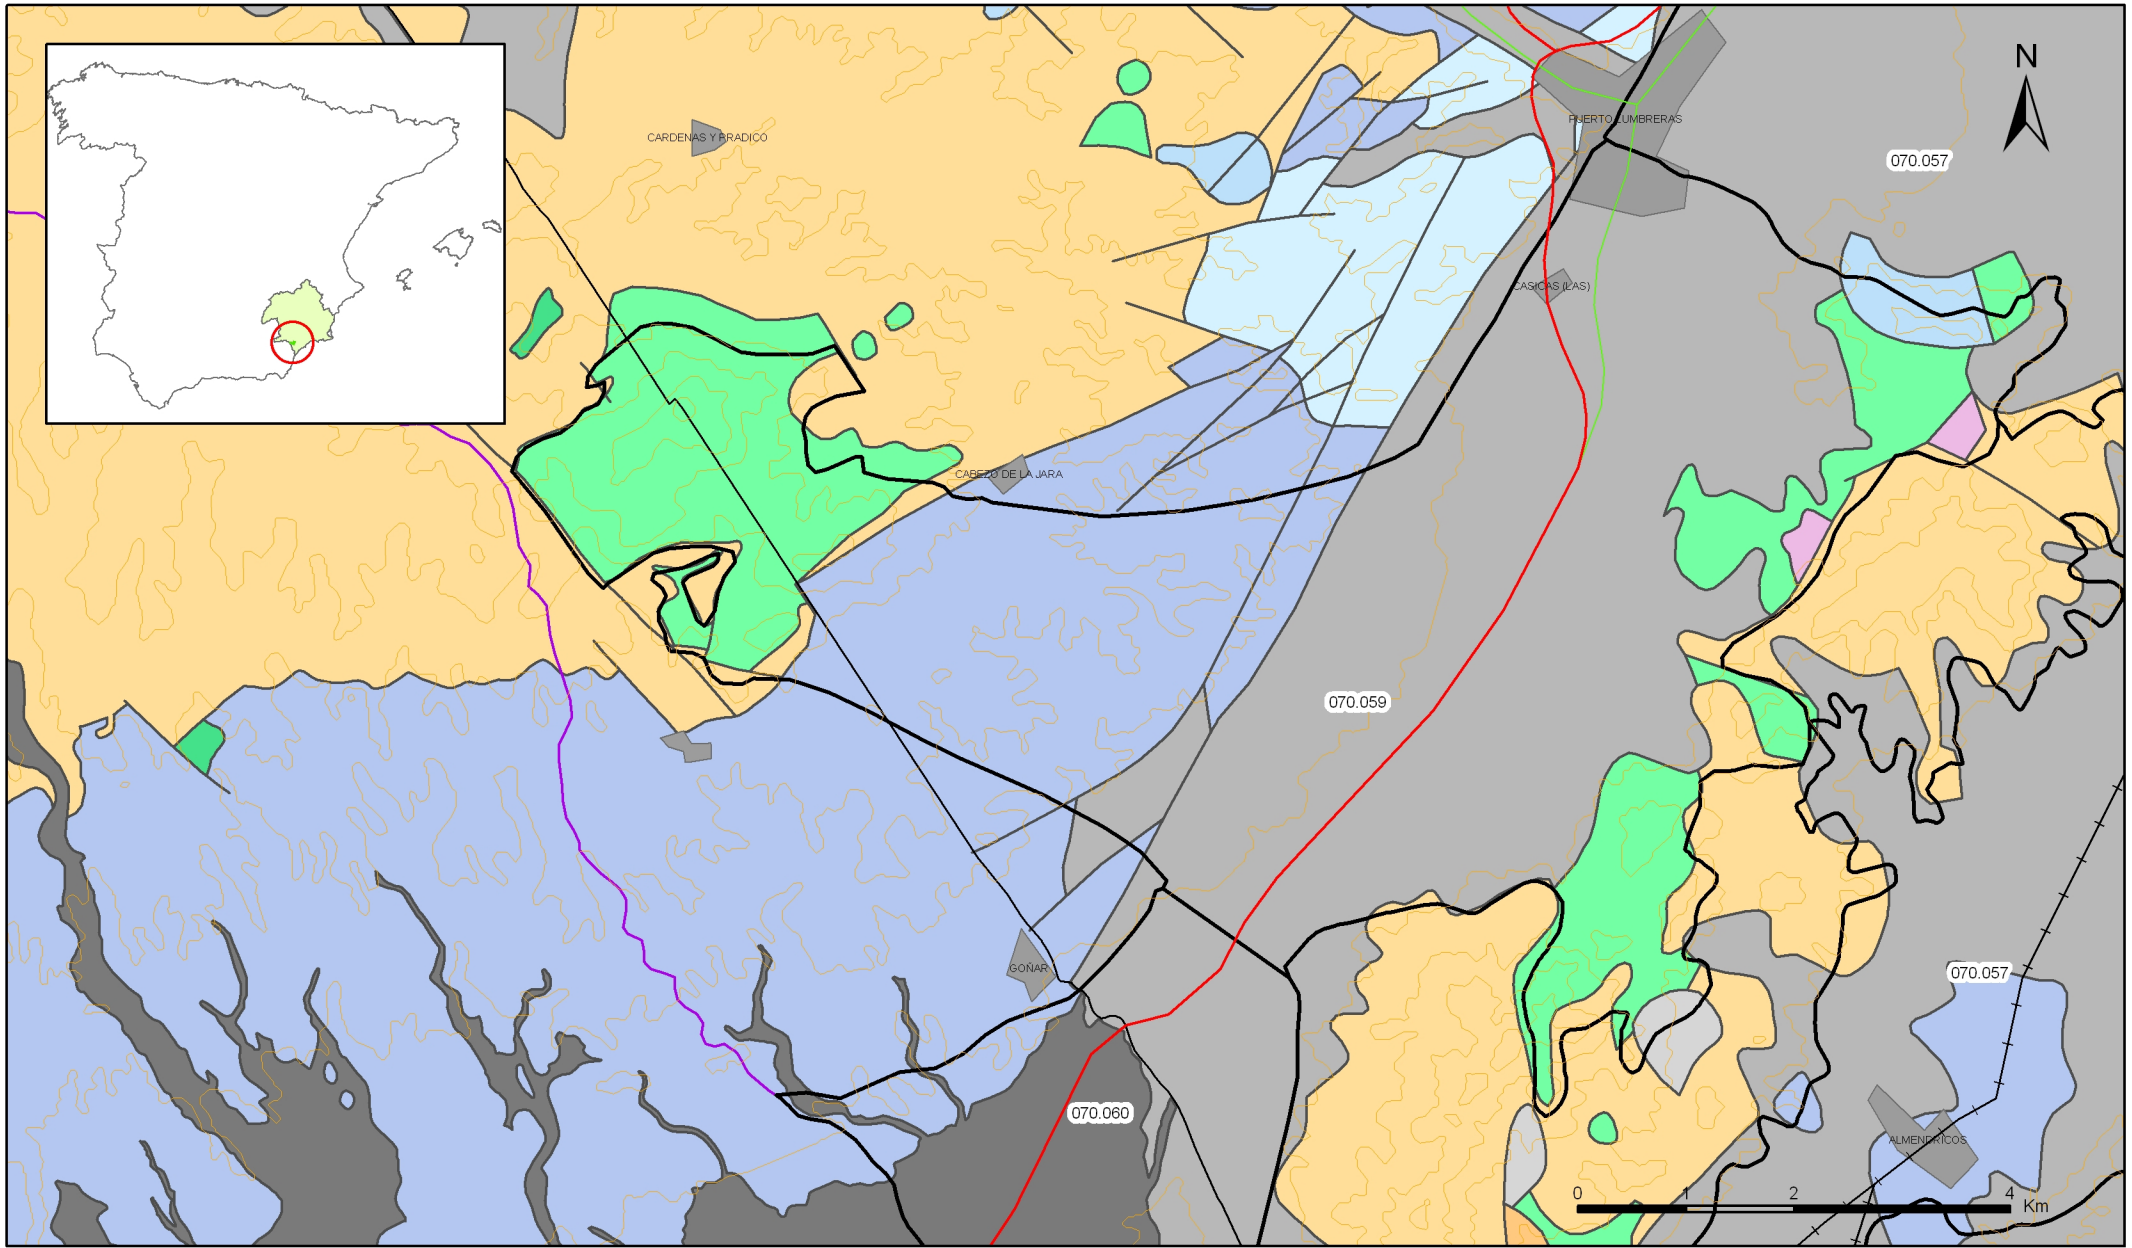 N
CARDENAS Y PRADICO
PUERTO LUMBRERAS
070.057
CASICAS (LAS)
CABEZO DE LA JARA
070.059
GOÑAR
070.057
070.060
ALMENDRICOS
0 1 2 4
Km